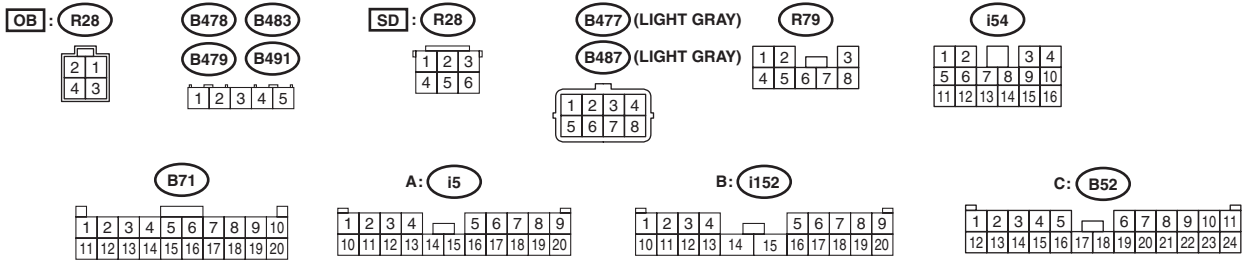 OB : R28
B478 B483
SD : R28
B477 (LIGHT GRAY)
R79
i54
B479 B491
B487 (LIGHT GRAY)
2 1
4 3
1 2 3 4 5
1 2 3
4 5 6
1 2 3 4
5 6 7 8
1 2 3
4 5 6 7 8
1 2 3 4
5 6 7 8 9 10
11 12 13 14 15 16
B71
A: i5
B: i152
C: B52
1 2 3 4 5 6 7 8 9 10
11 12 13 14 15 16 17 18 19 20
1 2 3 4 5 6 7 8 9
10 11 12 13 14 15 16 17 18 19 20
1 2 3 4 5 6 7 8 9
10 11 12 13 14 15 16 17 18 19 20
1 2 3 4 5 6 7 8 9 10 11
12 13 14 15 16 17 18 19 20 21 22 23 24